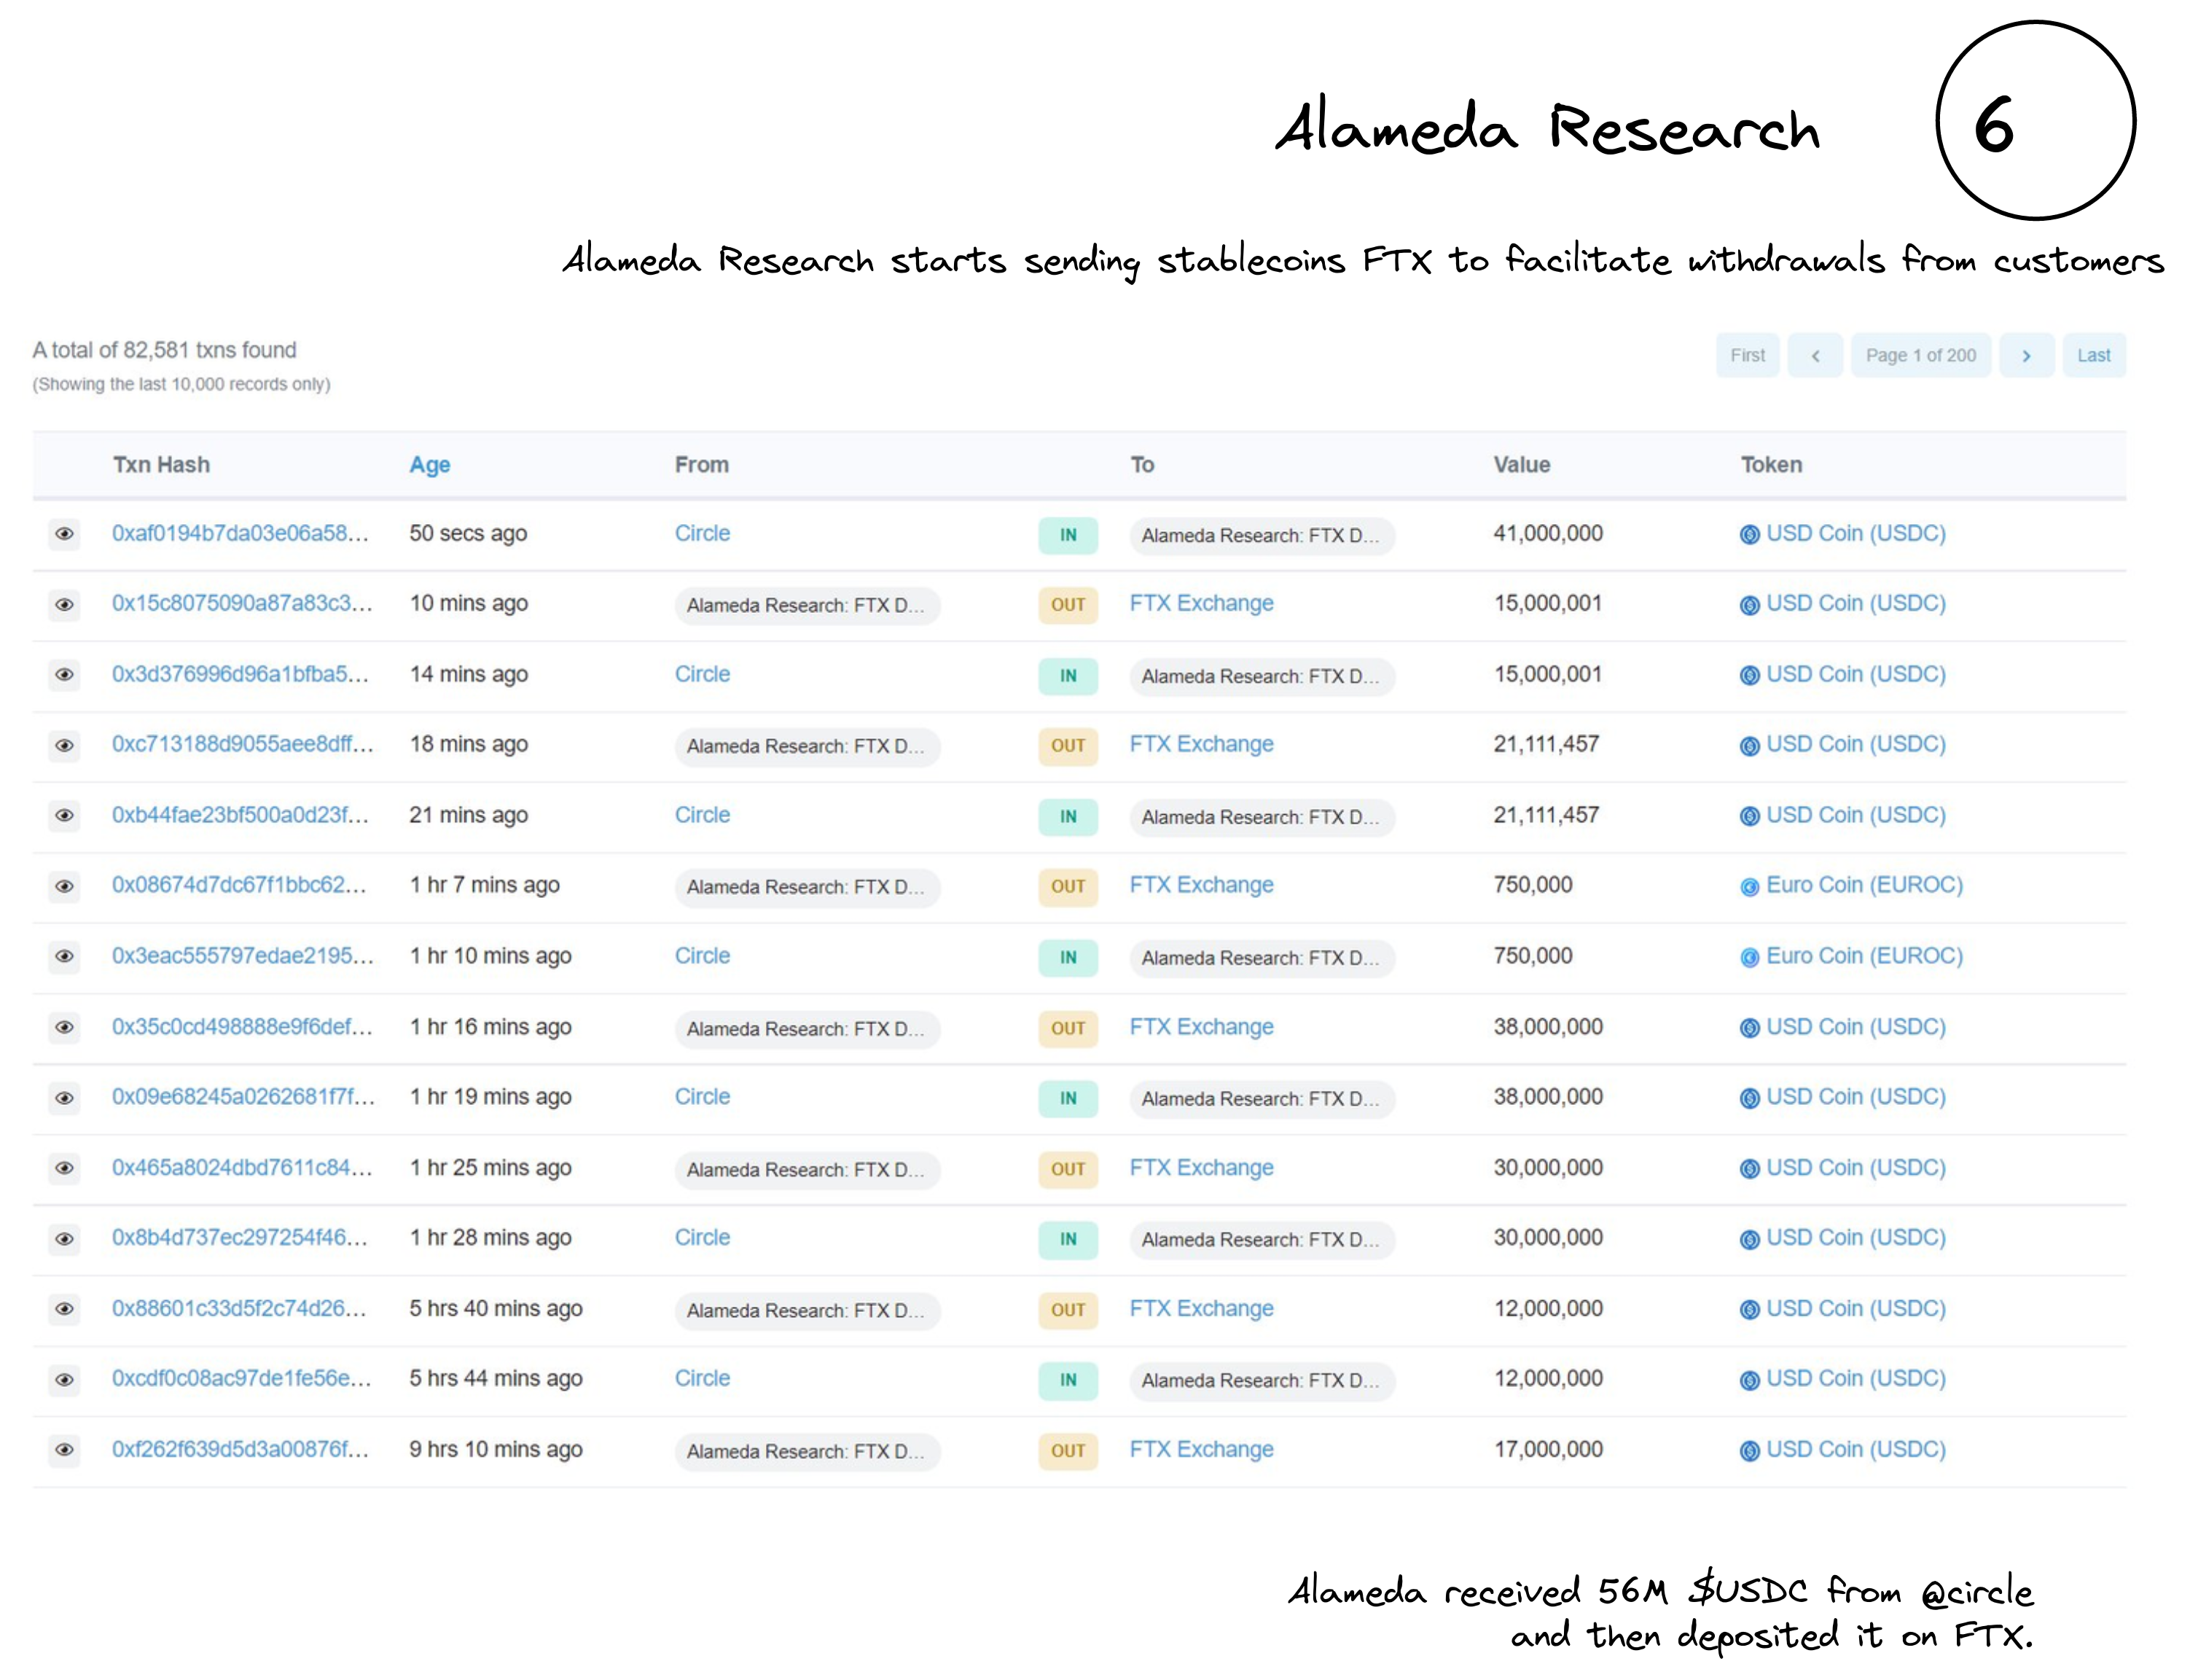 Alameda Research 6
Alameda Research starts sending stablecoins FTX to facilitate withdrawals from customers
A total of 82,581 txns found
(Showing the last 10,000 records only)
First ‹ Page 1 of 200 › Last
Txn Hash Age From To Value Token
0xaf0194b7da03e06a58... 50 secs ago Circle IN Alameda Research: FTX D... 41,000,000 USD Coin (USDC)
0x15c8075090a87a83c3... 10 mins ago Alameda Research: FTX D... OUT FTX Exchange 15,000,001 USD Coin (USDC)
0x3d376996d96a1bfba5... 14 mins ago Circle IN Alameda Research: FTX D... 15,000,001 USD Coin (USDC)
0xc713188d9055aee8dff... 18 mins ago Alameda Research: FTX D... OUT FTX Exchange 21,111,457 USD Coin (USDC)
0xb44fae23bf500a0d23f... 21 mins ago Circle IN Alameda Research: FTX D... 21,111,457 USD Coin (USDC)
0x08674d7dc67f1bbc62... 1 hr 7 mins ago Alameda Research: FTX D... OUT FTX Exchange 750,000 Euro Coin (EUROC)
0x3eac555797edae2195... 1 hr 10 mins ago Circle IN Alameda Research: FTX D... 750,000 Euro Coin (EUROC)
0x35c0cd498888e9f6def... 1 hr 16 mins ago Alameda Research: FTX D... OUT FTX Exchange 38,000,000 USD Coin (USDC)
0x09e68245a0262681f7f... 1 hr 19 mins ago Circle IN Alameda Research: FTX D... 38,000,000 USD Coin (USDC)
0x465a8024dbd7611c84... 1 hr 25 mins ago Alameda Research: FTX D... OUT FTX Exchange 30,000,000 USD Coin (USDC)
0x8b4d737ec297254f46... 1 hr 28 mins ago Circle IN Alameda Research: FTX D... 30,000,000 USD Coin (USDC)
0x88601c33d5f2c74d26... 5 hrs 40 mins ago Alameda Research: FTX D... OUT FTX Exchange 12,000,000 USD Coin (USDC)
0xcdf0c08ac97de1fe56e... 5 hrs 44 mins ago Circle IN Alameda Research: FTX D... 12,000,000 USD Coin (USDC)
0xf262f639d5d3a00876f... 9 hrs 10 mins ago Alameda Research: FTX D... OUT FTX Exchange 17,000,000 USD Coin (USDC)
Alameda received 56M $USDC from @circle
and then deposited it on FTX.